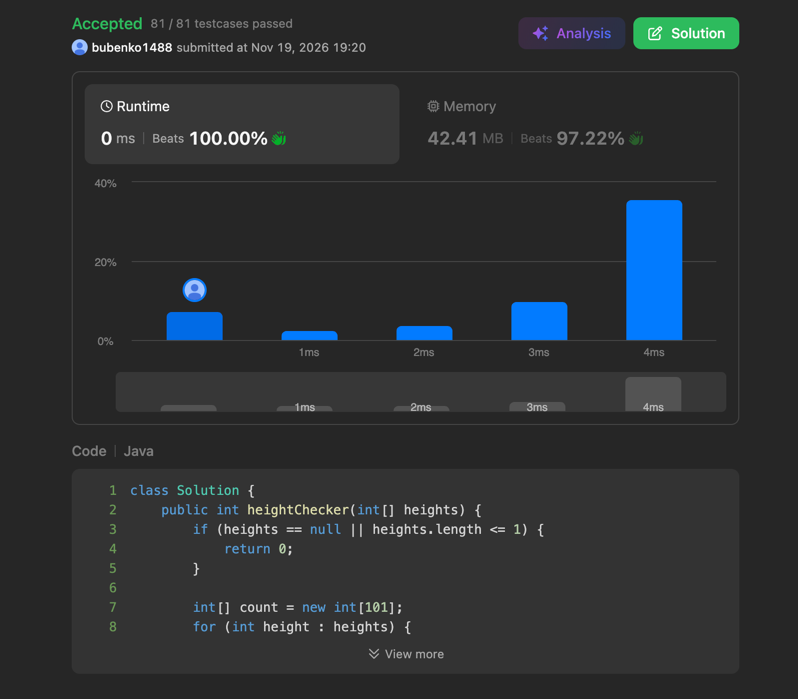 Accepted 81 / 81 testcases passed
bubenko1488 submitted at Nov 19, 2026 19:20
Analysis
Solution
Runtime
0 ms | Beats 100.00%
Memory
42.41 MB | Beats 97.22%
40%
20%
0%
1ms 2ms 3ms 4ms
1ms 2ms 3ms 4ms
Code | Java
1 class Solution {
2     public int heightChecker(int[] heights) {
3         if (heights == null || heights.length <= 1) {
4             return 0;
5         }
6
7         int[] count = new int[101];
8         for (int height : heights) {
View more